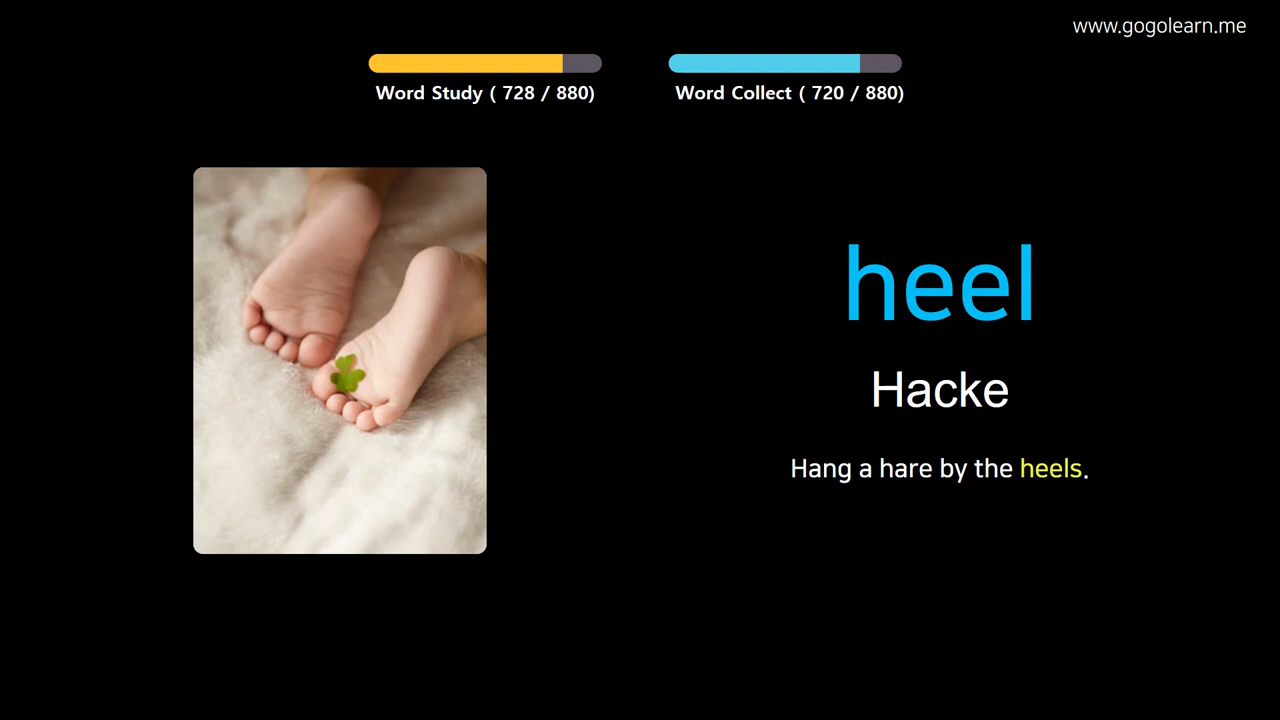 www.gogolearn.me
Word Study ( 728 / 880)
Word Collect ( 720 / 880)
heel
Hacke
Hang a hare by the heels.